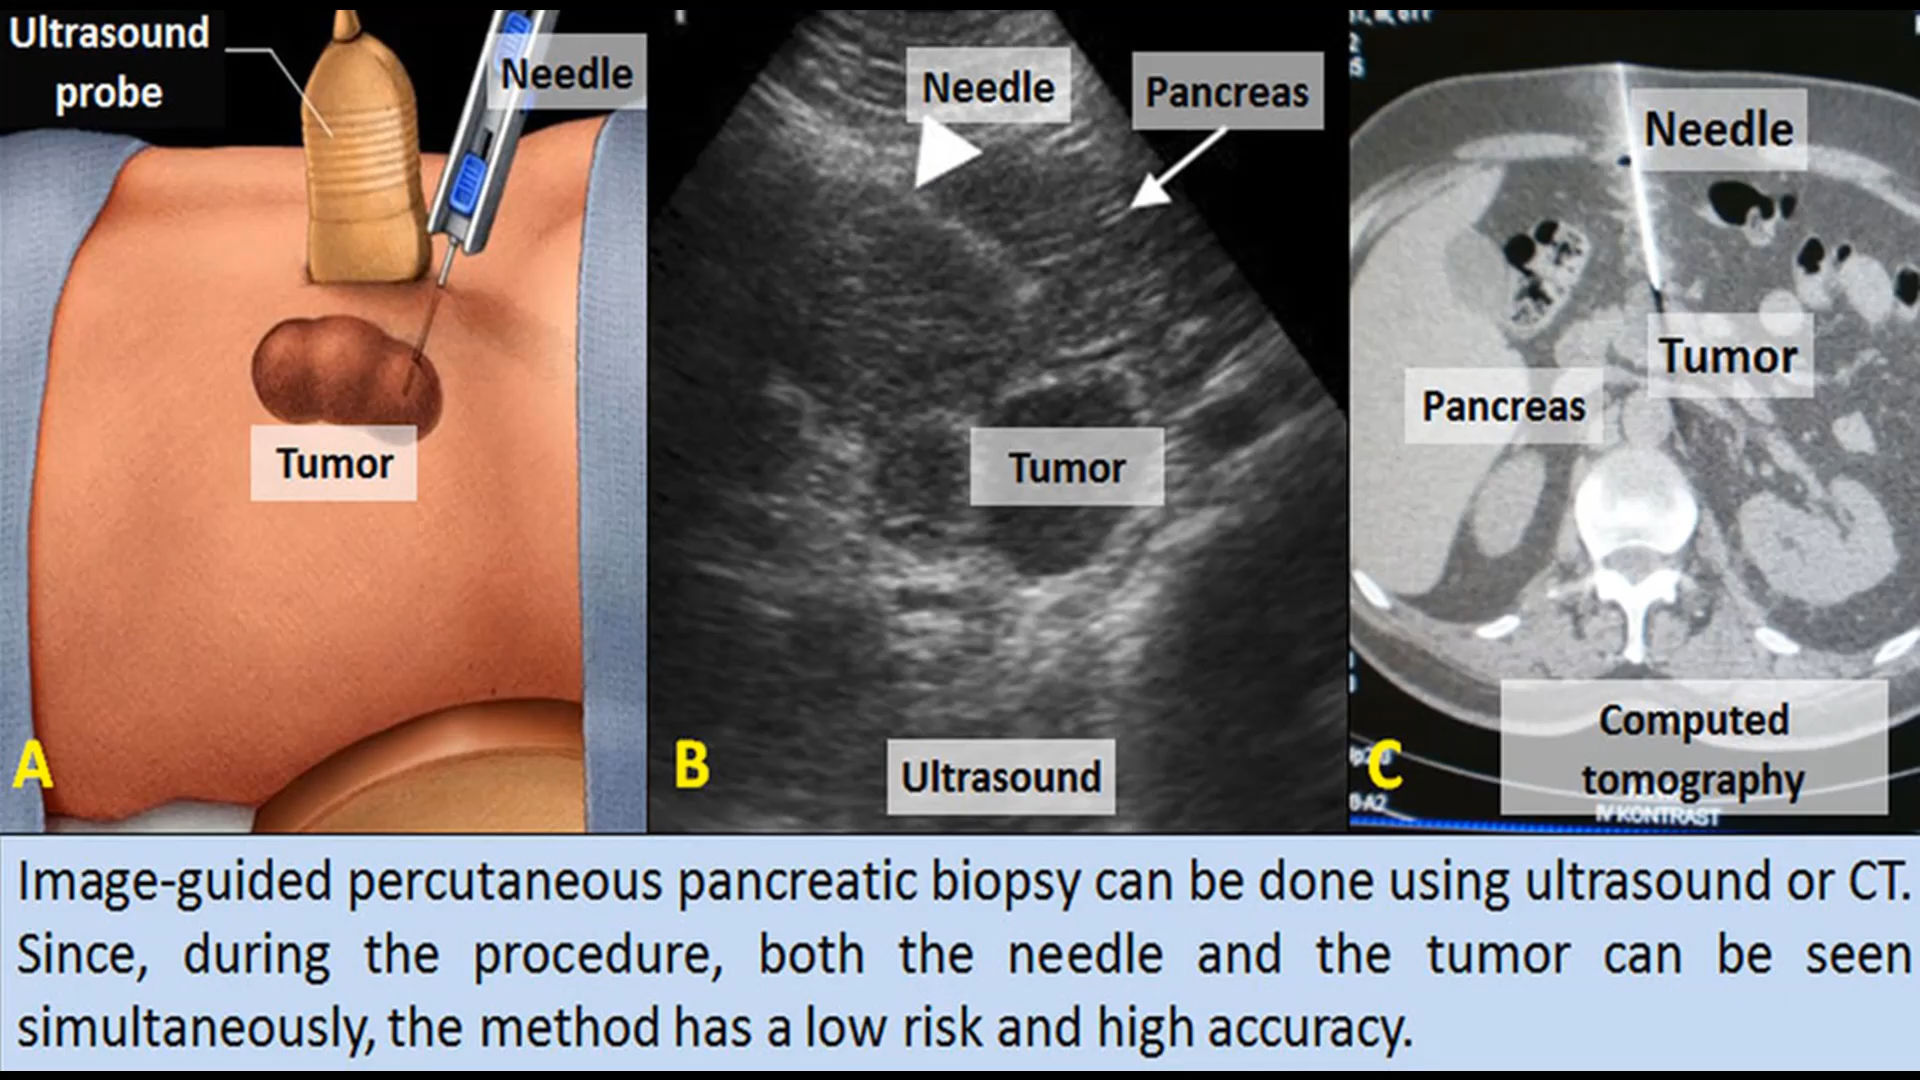 Ultrasound
probe
Needle
Tumor
A
Needle
Pancreas
Tumor
Ultrasound
B
Needle
Tumor
Pancreas
Computed
tomography
IV KONTRAST
C
Image-guided percutaneous pancreatic biopsy can be done using ultrasound or CT.
Since, during the procedure, both the needle and the tumor can be seen
simultaneously, the method has a low risk and high accuracy.